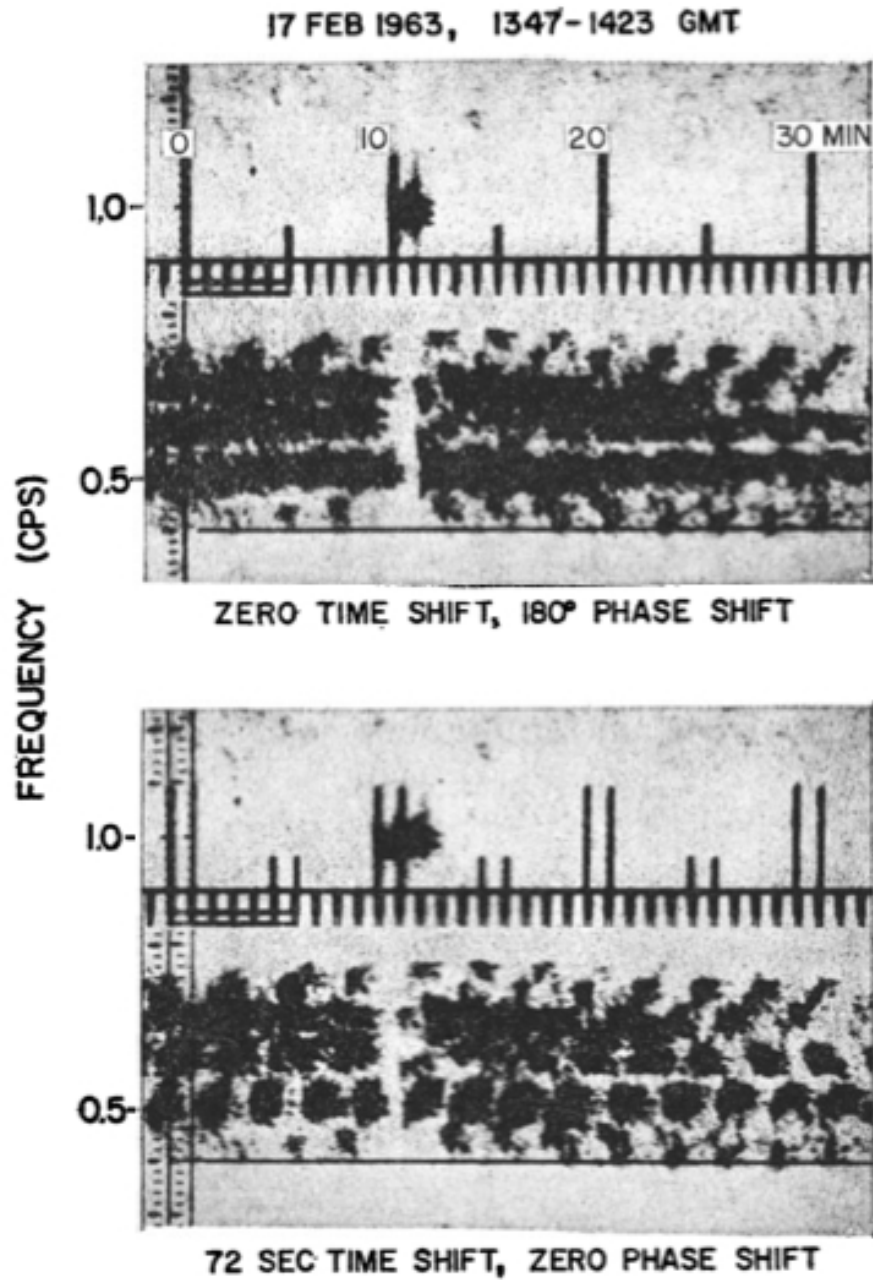 17 FEB 1963, 1347-1423 GMT
0 10 20 30 MIN
1.0-
0.5-
ZERO TIME SHIFT, 180° PHASE SHIFT
FREQUENCY (CPS)
1.0-
0.5-
72 SEC TIME SHIFT, ZERO PHASE SHIFT